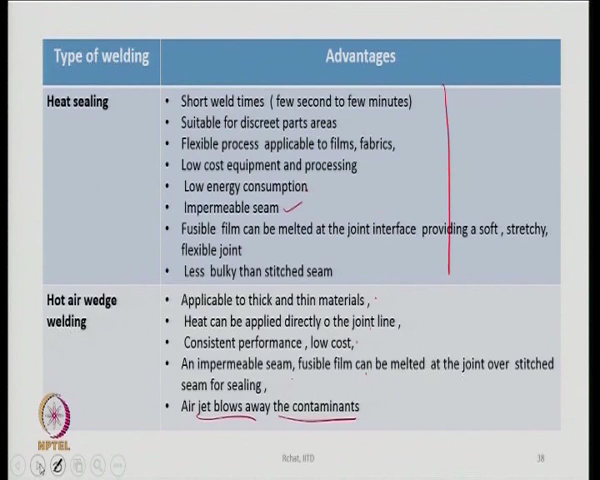 Type of welding
Advantages
Heat sealing
• Short weld times ( few second to few minutes)
• Suitable for discreet parts areas
• Flexible process applicable to films, fabrics,
• Low cost equipment and processing
• Low energy consumption
• Impermeable seam
• Fusible film can be melted at the joint interface providing a soft , stretchy,
flexible joint
• Less bulky than stitched seam
Hot air wedge
welding
• Applicable to thick and thin materials ,
• Heat can be applied directly o the joint line ,
• Consistent performance , low cost,
• An impermeable seam, fusible film can be melted at the joint over stitched
seam for sealing ,
• Air jet blows away the contaminants
NPTEL
Rchat, IITD
38